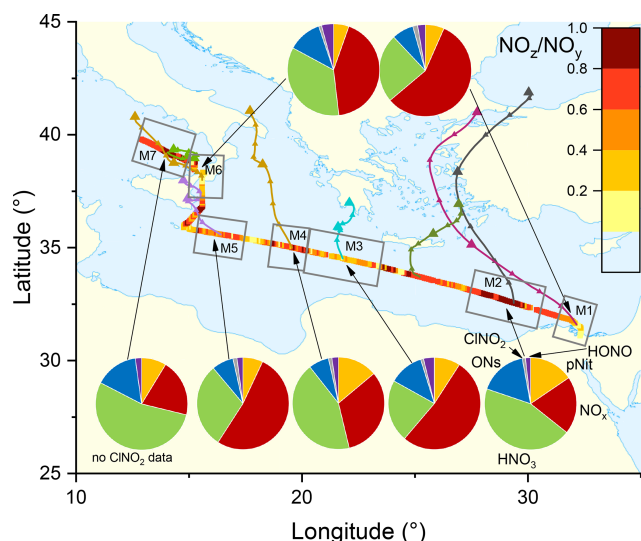 45
40
35
30
25
10
20
30
Latitude (°)
Longitude (°)
NO₂/NOy
1.0
0.8
0.6
0.4
0.2
M7
M6
M5
M4
M3
M2
M1
ClNO₂
HONO
ONs
pNit
NOₓ
HNO₃
no ClNO₂ data